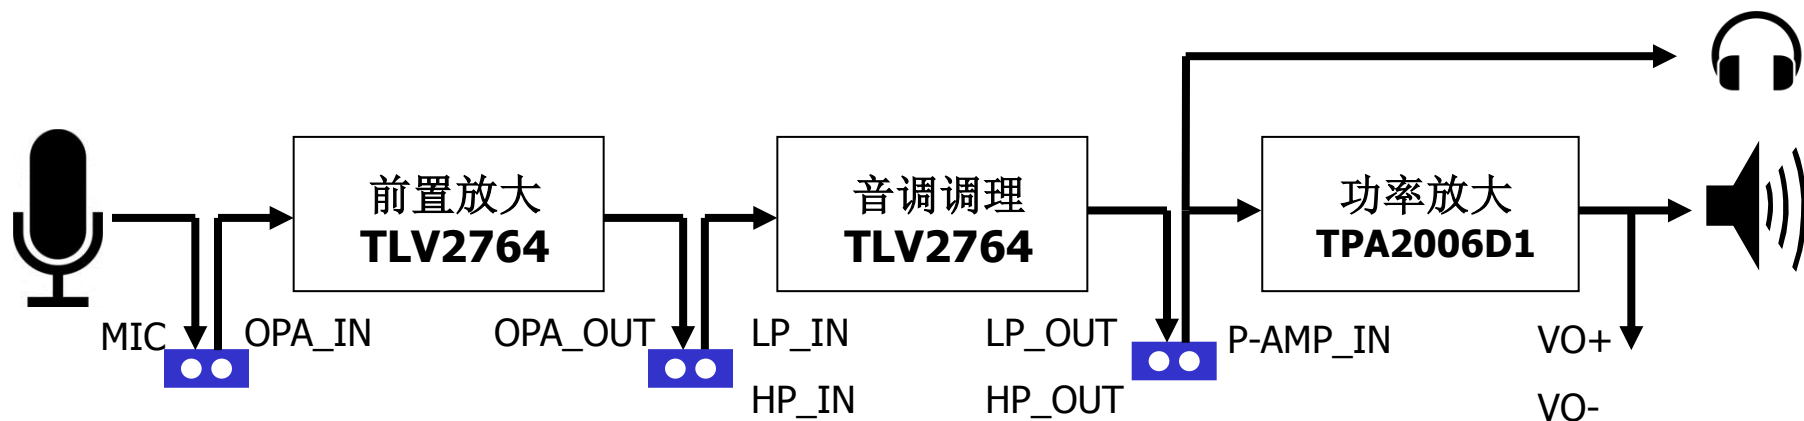 前置放大
TLV2764
音调调理
TLV2764
功率放大
TPA2006D1
MIC
OPA_IN
OPA_OUT
LP_IN
HP_IN
LP_OUT
HP_OUT
P-AMP_IN
VO+
VO-